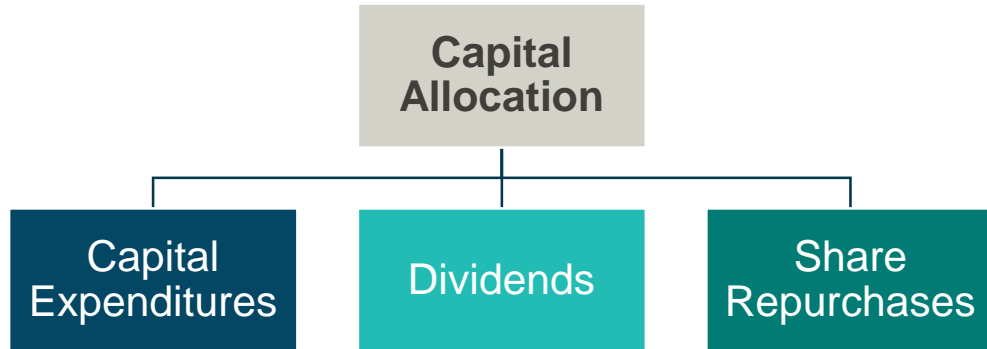 Capital
Allocation
Capital
Expenditures
Dividends
Share
Repurchases